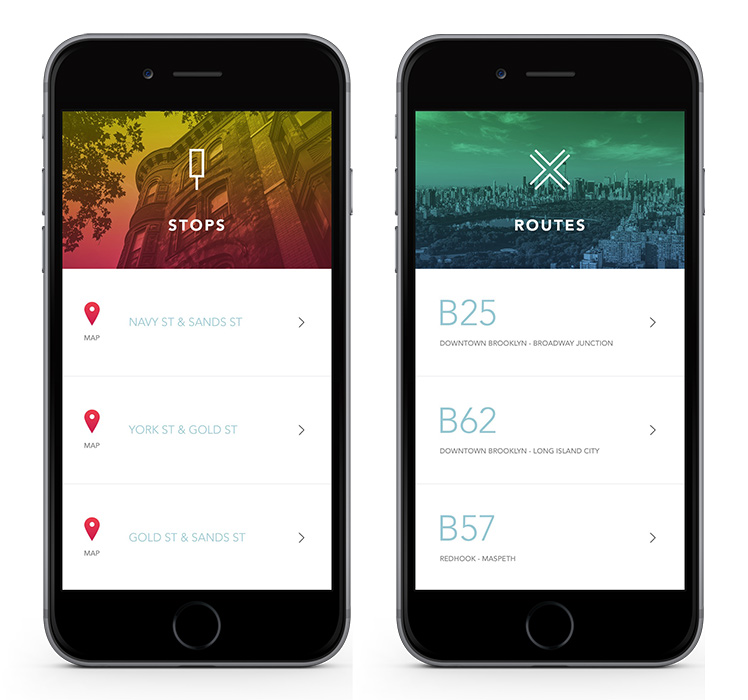 STOPS
MAP
NAVY ST & SANDS ST
MAP
YORK ST & GOLD ST
MAP
GOLD ST & SANDS ST
ROUTES
B25
DOWNTOWN BROOKLYN - BROADWAY JUNCTION
B62
DOWNTOWN BROOKLYN - LONG ISLAND CITY
B57
REDHOOK - MASPETH